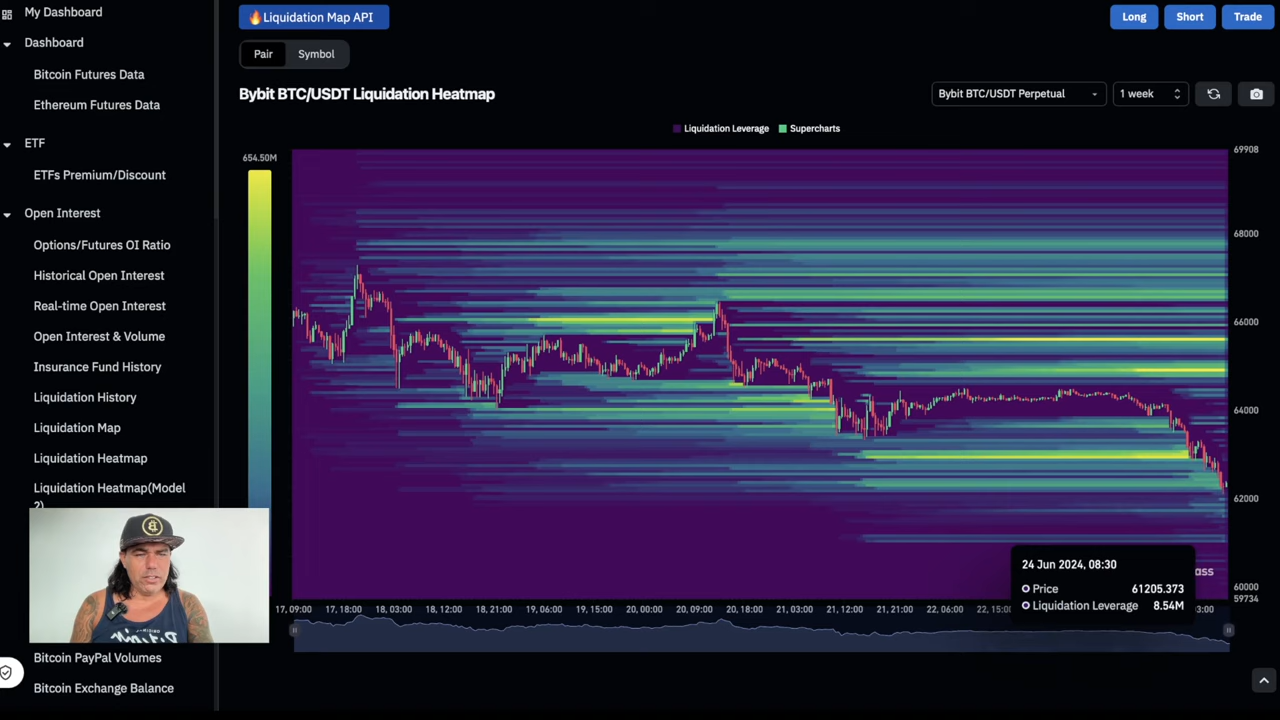 My Dashboard
Dashboard
Bitcoin Futures Data
Ethereum Futures Data
ETF
ETFs Premium/Discount
Open Interest
Options/Futures OI Ratio
Historical Open Interest
Real-time Open Interest
Open Interest & Volume
Insurance Fund History
Liquidation History
Liquidation Map
Liquidation Heatmap
Liquidation Heatmap(Model
2)
Bitcoin PayPal Volumes
Bitcoin Exchange Balance
🔥Liquidation Map API
Long
Short
Trade
Pair
Symbol
Bybit BTC/USDT Liquidation Heatmap
Bybit BTC/USDT Perpetual
1 week
Liquidation Leverage
Supercharts
654.50M
69908
68000
66000
64000
62000
60000
59734
24 Jun 2024, 08:30
Price 61205.373
Liquidation Leverage 8.54M
ass
17, 09:00 17, 18:00 18, 03:00 18, 12:00 18, 21:00 19, 06:00 19, 15:00 20, 00:00 20, 09:00 20, 18:00 21, 03:00 21, 12:00 21, 21:00 22, 06:00 22, 15: 03:00